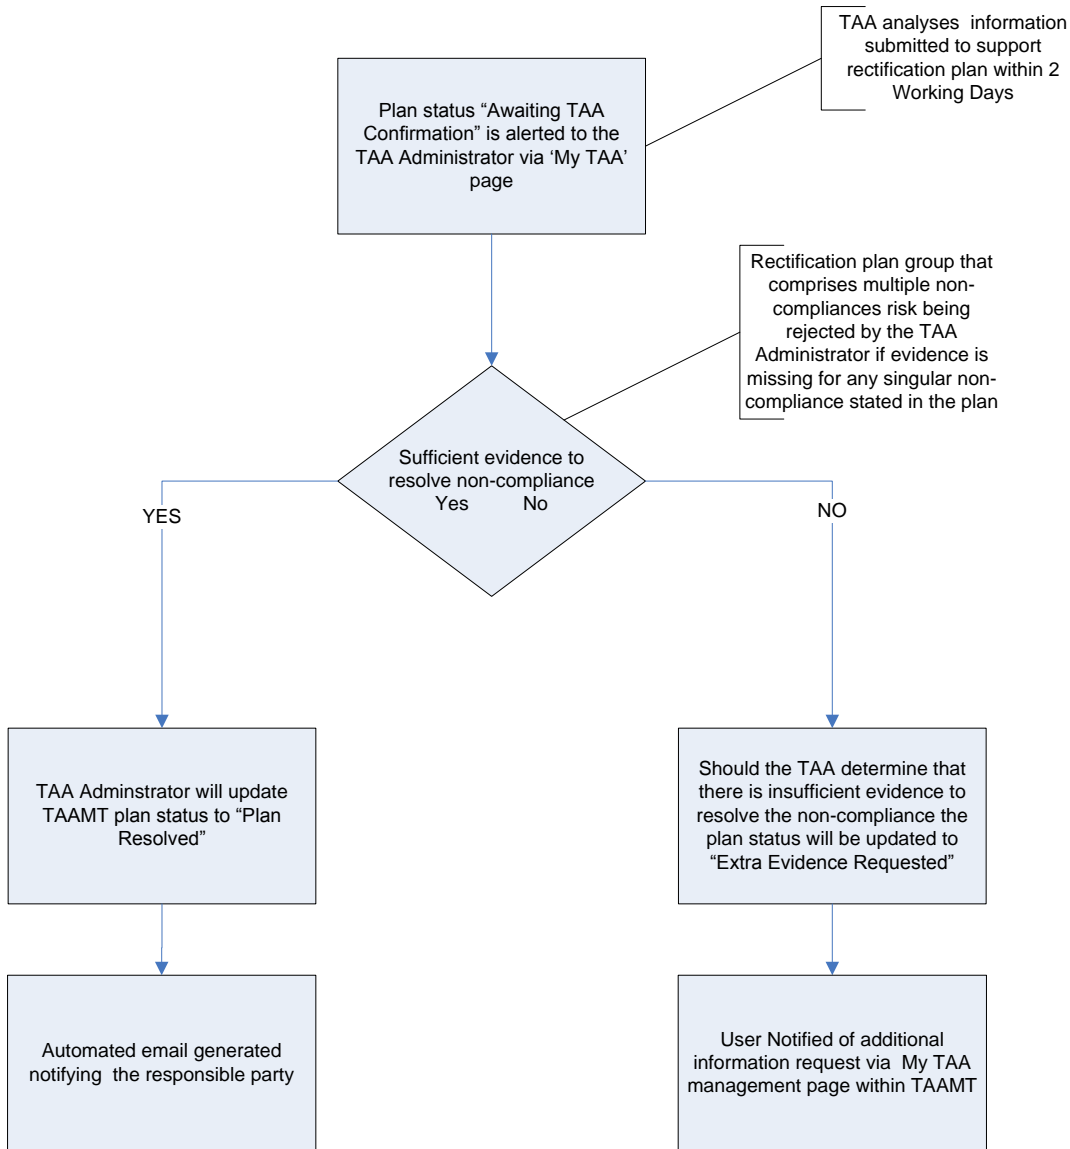 TAA analyses information
submitted to support
rectification plan within 2
Working Days
Plan status “Awaiting TAA
Confirmation” is alerted to the
TAA Administrator via ‘My TAA’
page
Rectification plan group that
comprises multiple non-
compliances risk being
rejected by the TAA
Administrator if evidence is
missing for any singular non-
compliance stated in the plan
Sufficient evidence to
resolve non-compliance
Yes No
YES
NO
TAA Adminstrator will update
TAAMT plan status to “Plan
Resolved”
Should the TAA determine that
there is insufficient evidence to
resolve the non-compliance the
plan status will be updated to
“Extra Evidence Requested”
Automated email generated
notifying the responsible party
User Notified of additional
information request via My TAA
management page within TAAMT